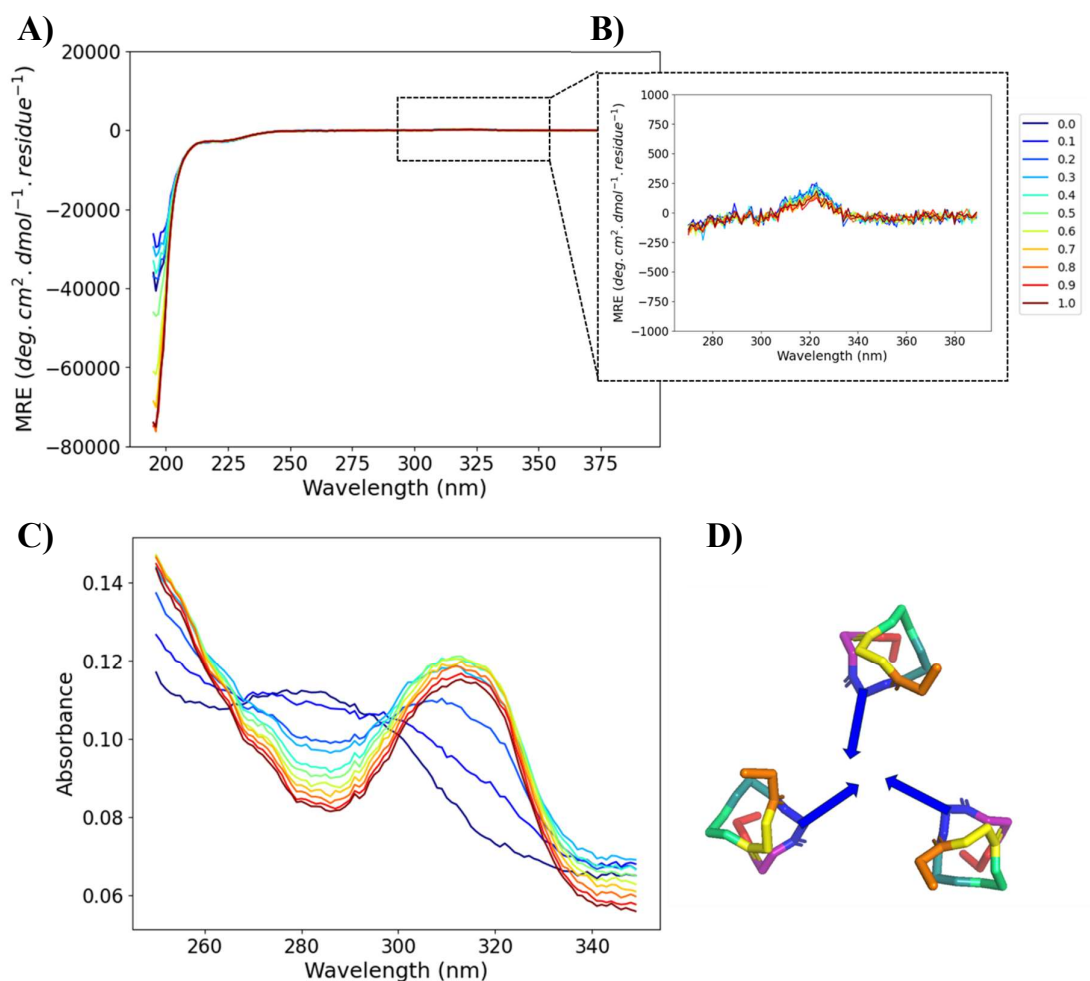 A)
B)
20000
0
−20000
−40000
−60000
−80000
MRE (deg. cm². dmol⁻¹. residue⁻¹)
200 225 250 275 300 325 350 375
Wavelength (nm)
1000
750
500
250
0
−250
−500
−750
−1000
MRE (deg. cm². dmol⁻¹. residue⁻¹)
280 300 320 340 360 380
Wavelength (nm)
0.0
0.1
0.2
0.3
0.4
0.5
0.6
0.7
0.8
0.9
1.0
C)
D)
0.14
0.12
0.10
0.08
0.06
Absorbance
260 280 300 320 340
Wavelength (nm)